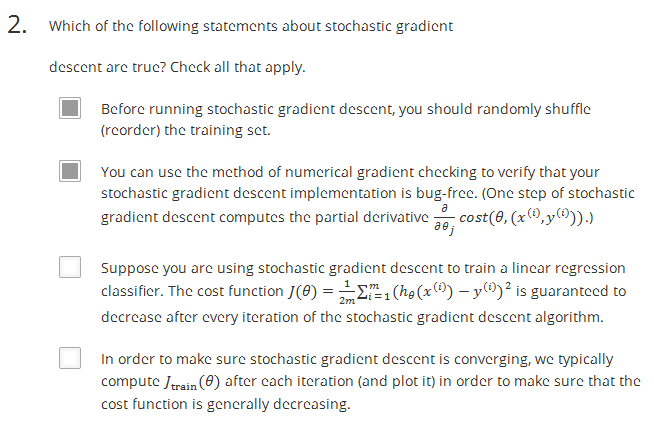 2. Which of the following statements about stochastic gradient
descent are true? Check all that apply.
Before running stochastic gradient descent, you should randomly shuffle
(reorder) the training set.
You can use the method of numerical gradient checking to verify that your
stochastic gradient descent implementation is bug-free. (One step of stochastic
gradient descent computes the partial derivative ∂/∂θⱼ cost(θ, (x⁽ⁱ⁾, y⁽ⁱ⁾)).)
Suppose you are using stochastic gradient descent to train a linear regression
classifier. The cost function J(θ) = 1/2m Σᵢ₌₁ᵐ (hθ(x⁽ⁱ⁾) − y⁽ⁱ⁾)² is guaranteed to
decrease after every iteration of the stochastic gradient descent algorithm.
In order to make sure stochastic gradient descent is converging, we typically
compute Jtrain(θ) after each iteration (and plot it) in order to make sure that the
cost function is generally decreasing.